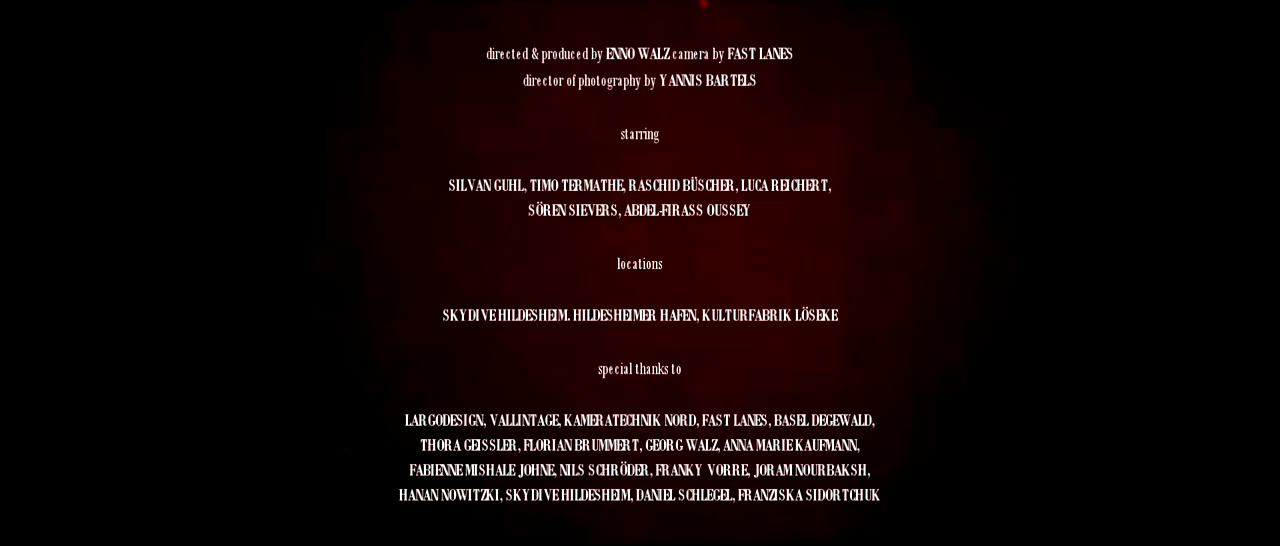 directed & produced by ENNO WALZ camera by FAST LANES
director of photography by YANNIS BARTELS
starring
SILVAN GUHL, TIMO TERMATHE, RASCHID BÜSCHER, LUCA REICHERT,
SÖREN SIEVERS, ABDEL-FIRASS OUSSEY
locations
SKYDIVE HILDESHEIM. HILDESHEIMER HAFEN, KULTURFABRIK LÖSEKE
special thanks to
LARGODESIGN, VALLINTAGE, KAMERATECHNIK NORD, FAST LANES, BASEL DEGEWALD,
THORA GEISSLER, FLORIAN BRUMMERT, GEORG WALZ, ANNA MARIE KAUFMANN,
FABIENNE MISHALE JOHNE, NILS SCHRÖDER, FRANKY VORRE, JORAM NOURBAKSH,
HANAN NOWITZKI, SKYDIVE HILDESHEIM, DANIEL SCHLEGEL, FRANZISKA SIDORTCHUK